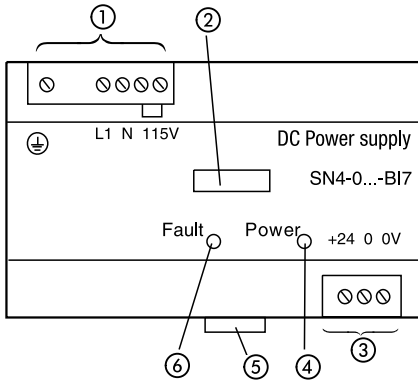 1
2
L1 N 115V
DC Power supply
SN4-0...-BI7
Fault
Power
+24 0 0V
6
5
4
3